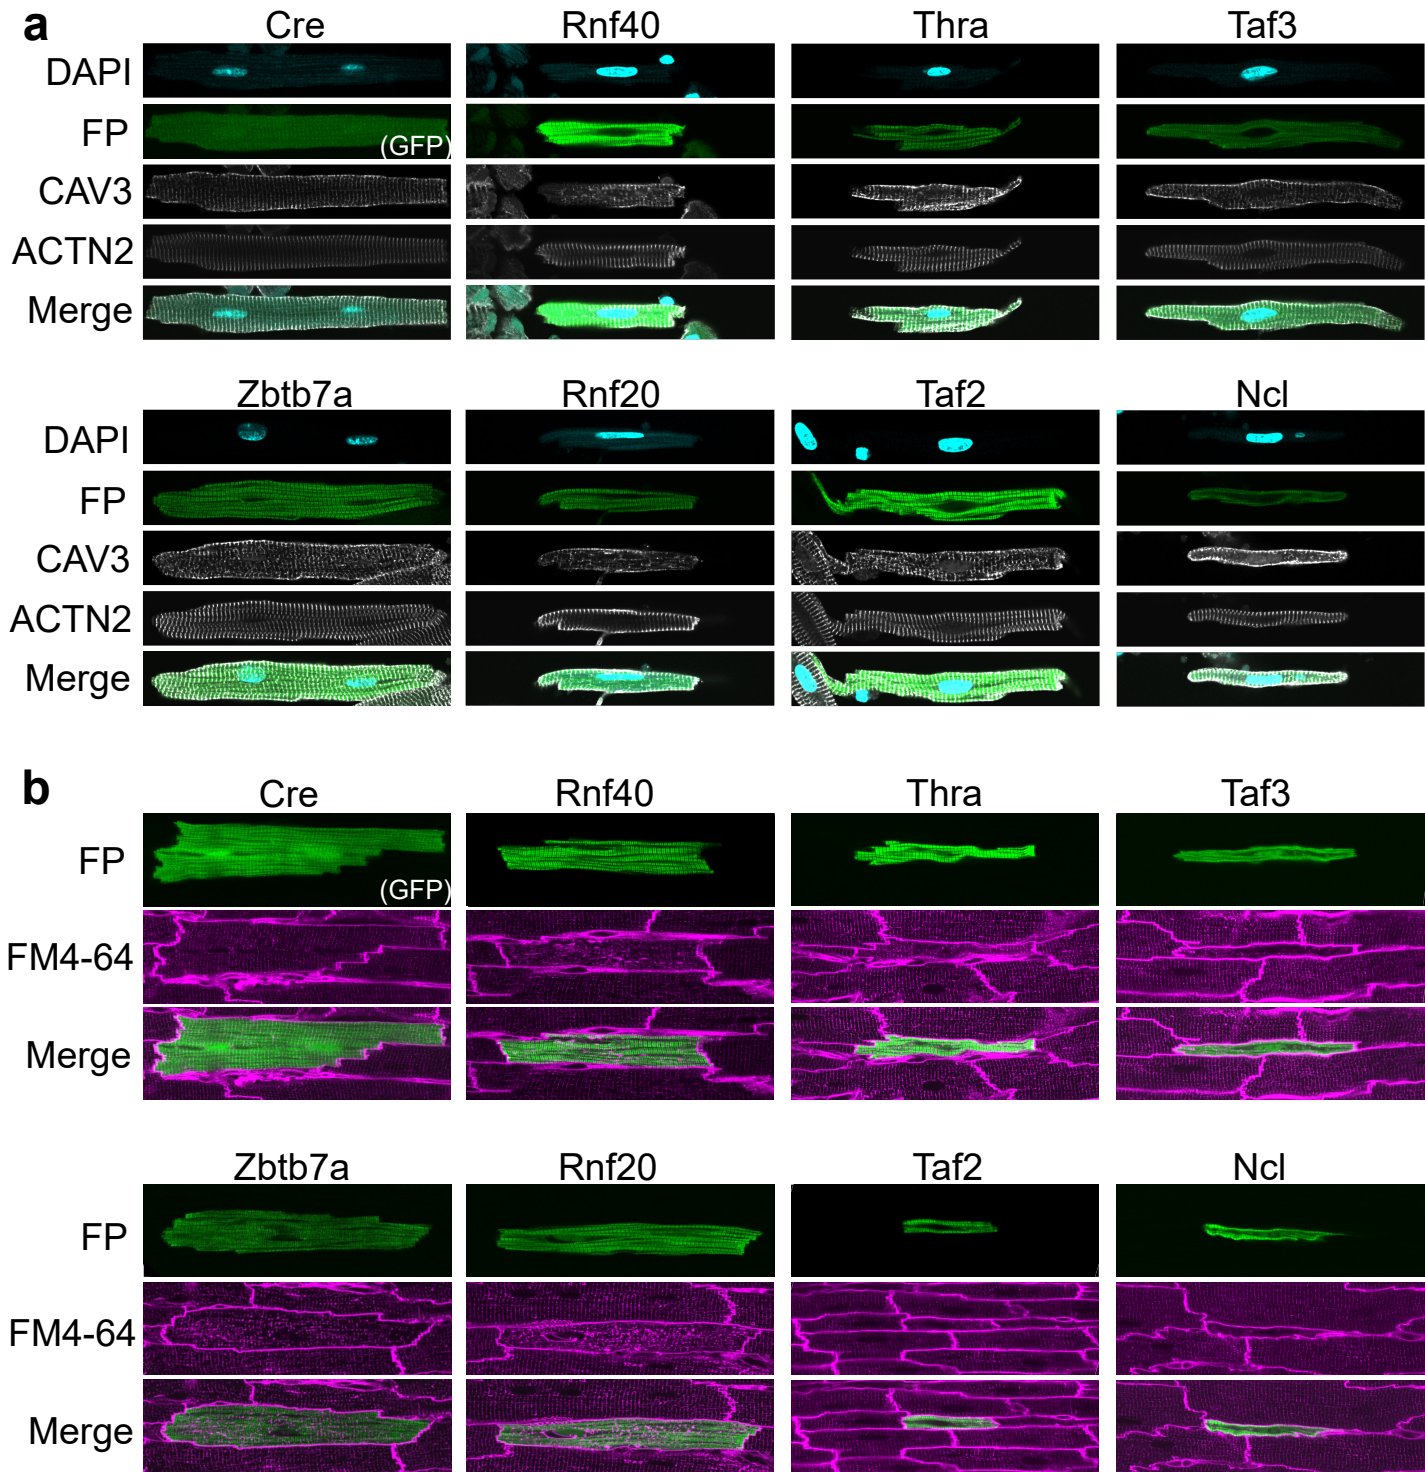 a
Cre Rnf40 Thra Taf3
DAPI
FP
(GFP)
CAV3
ACTN2
Merge
Zbtb7a Rnf20 Taf2 Ncl
DAPI
FP
CAV3
ACTN2
Merge
b
Cre Rnf40 Thra Taf3
FP
(GFP)
FM4-64
Merge
Zbtb7a Rnf20 Taf2 Ncl
FP
FM4-64
Merge